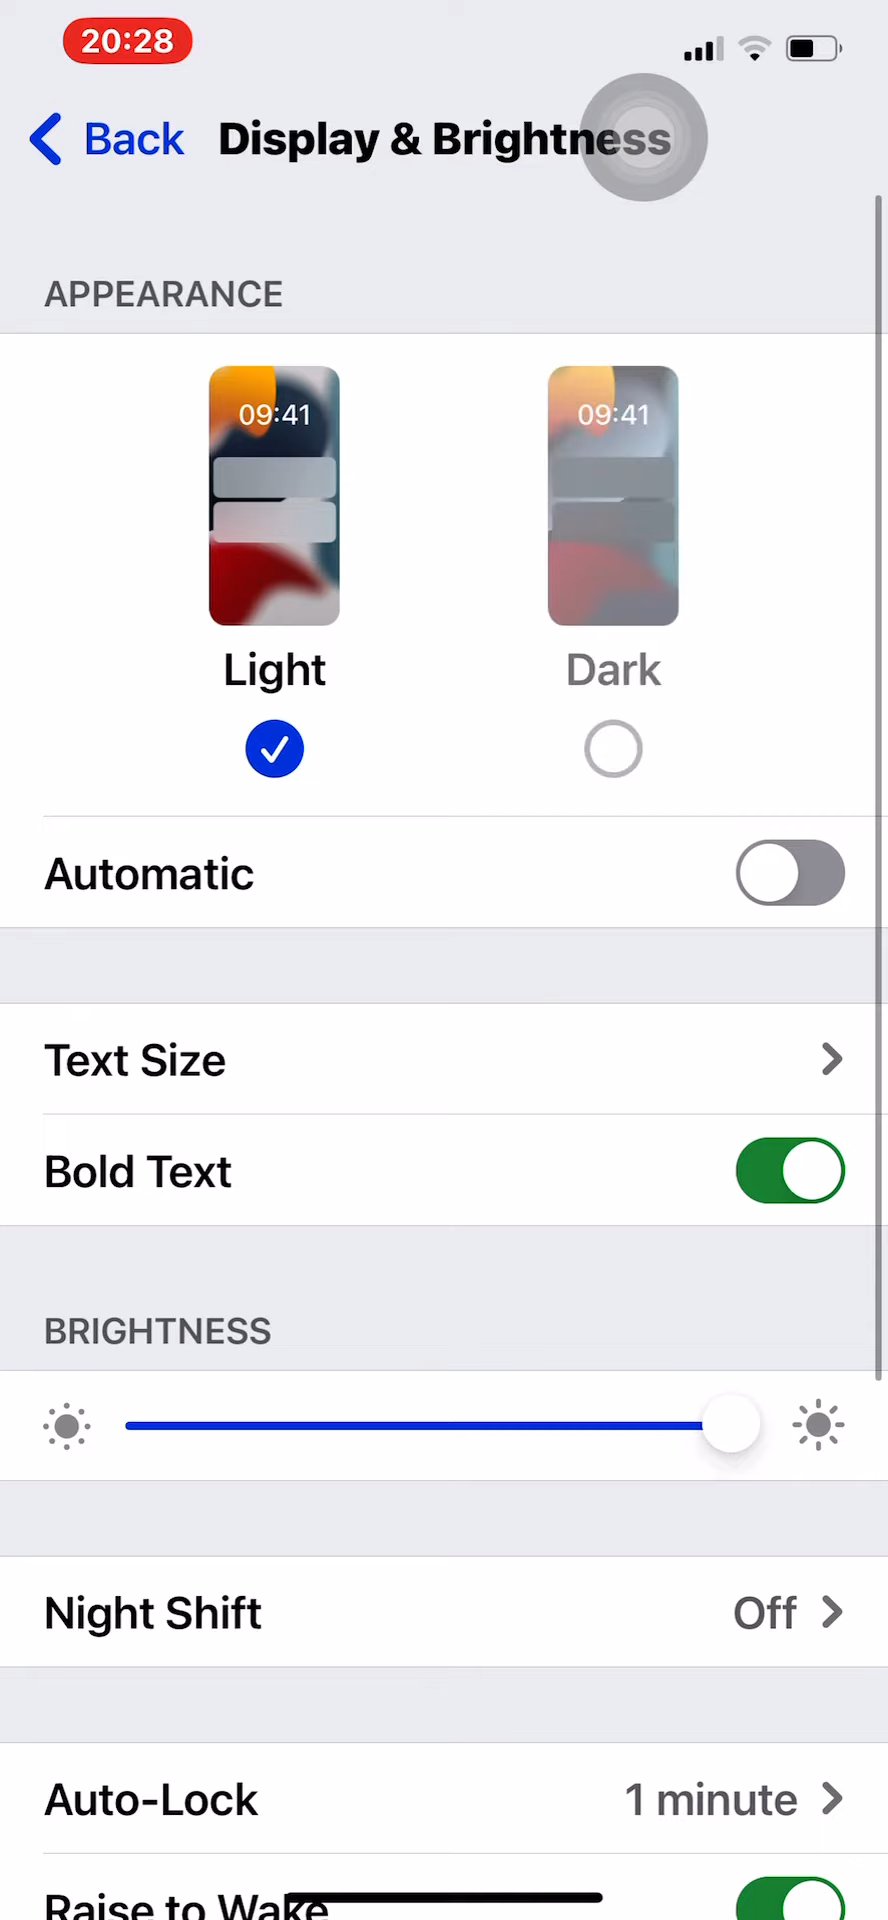 20:28
Back Display & Brightness
APPEARANCE
09:41 09:41
Light Dark
Automatic
Text Size
Bold Text
BRIGHTNESS
Night Shift Off
Auto-Lock 1 minute
Raise to Wake